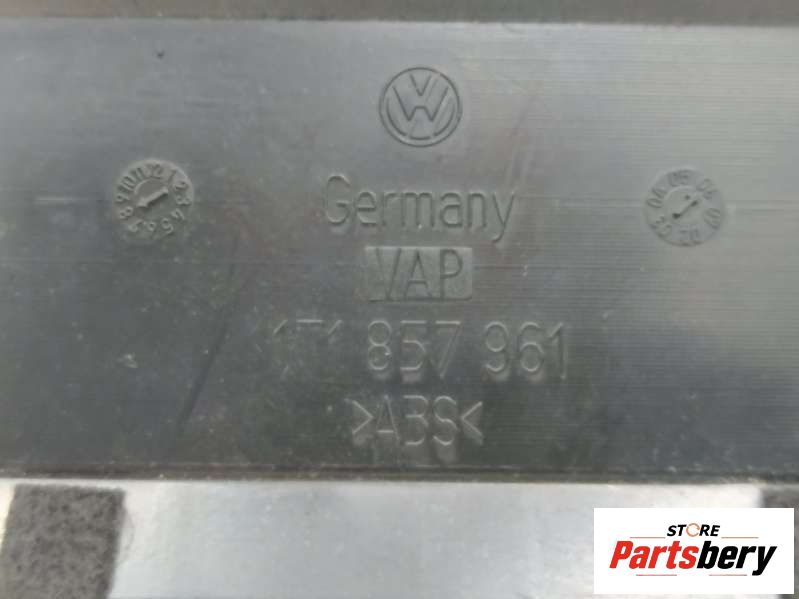 Germany
VAP
1T1 857 961
>ABS<
STORE
Partsbery